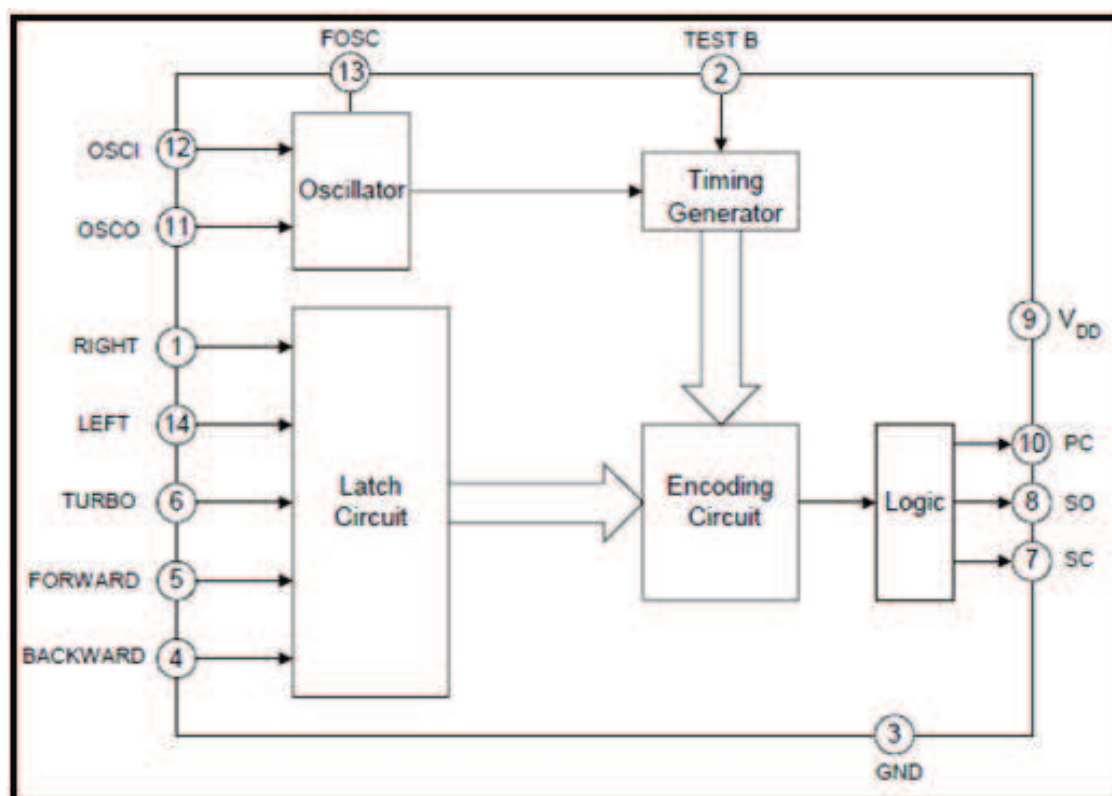 FOSC
13
TEST B
2
OSCI
12
OSCO
11
Oscillator
Timing
Generator
RIGHT
1
LEFT
14
TURBO
6
FORWARD
5
BACKWARD
4
Latch
Circuit
Encoding
Circuit
Logic
9
VDD
10
PC
8
SO
7
SC
3
GND